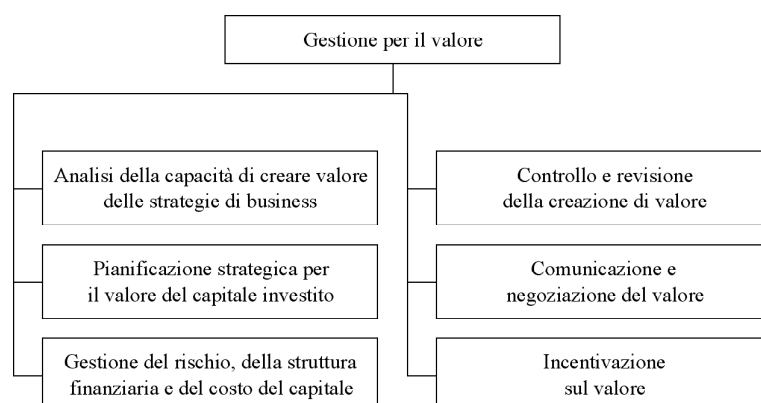 Gestione per il valore
Analisi della capacità di creare valore
delle strategie di business
Pianificazione strategica per
il valore del capitale investito
Gestione del rischio, della struttura
finanziaria e del costo del capitale
Controllo e revisione
della creazione di valore
Comunicazione e
negoziazione del valore
Incentivazione
sul valore